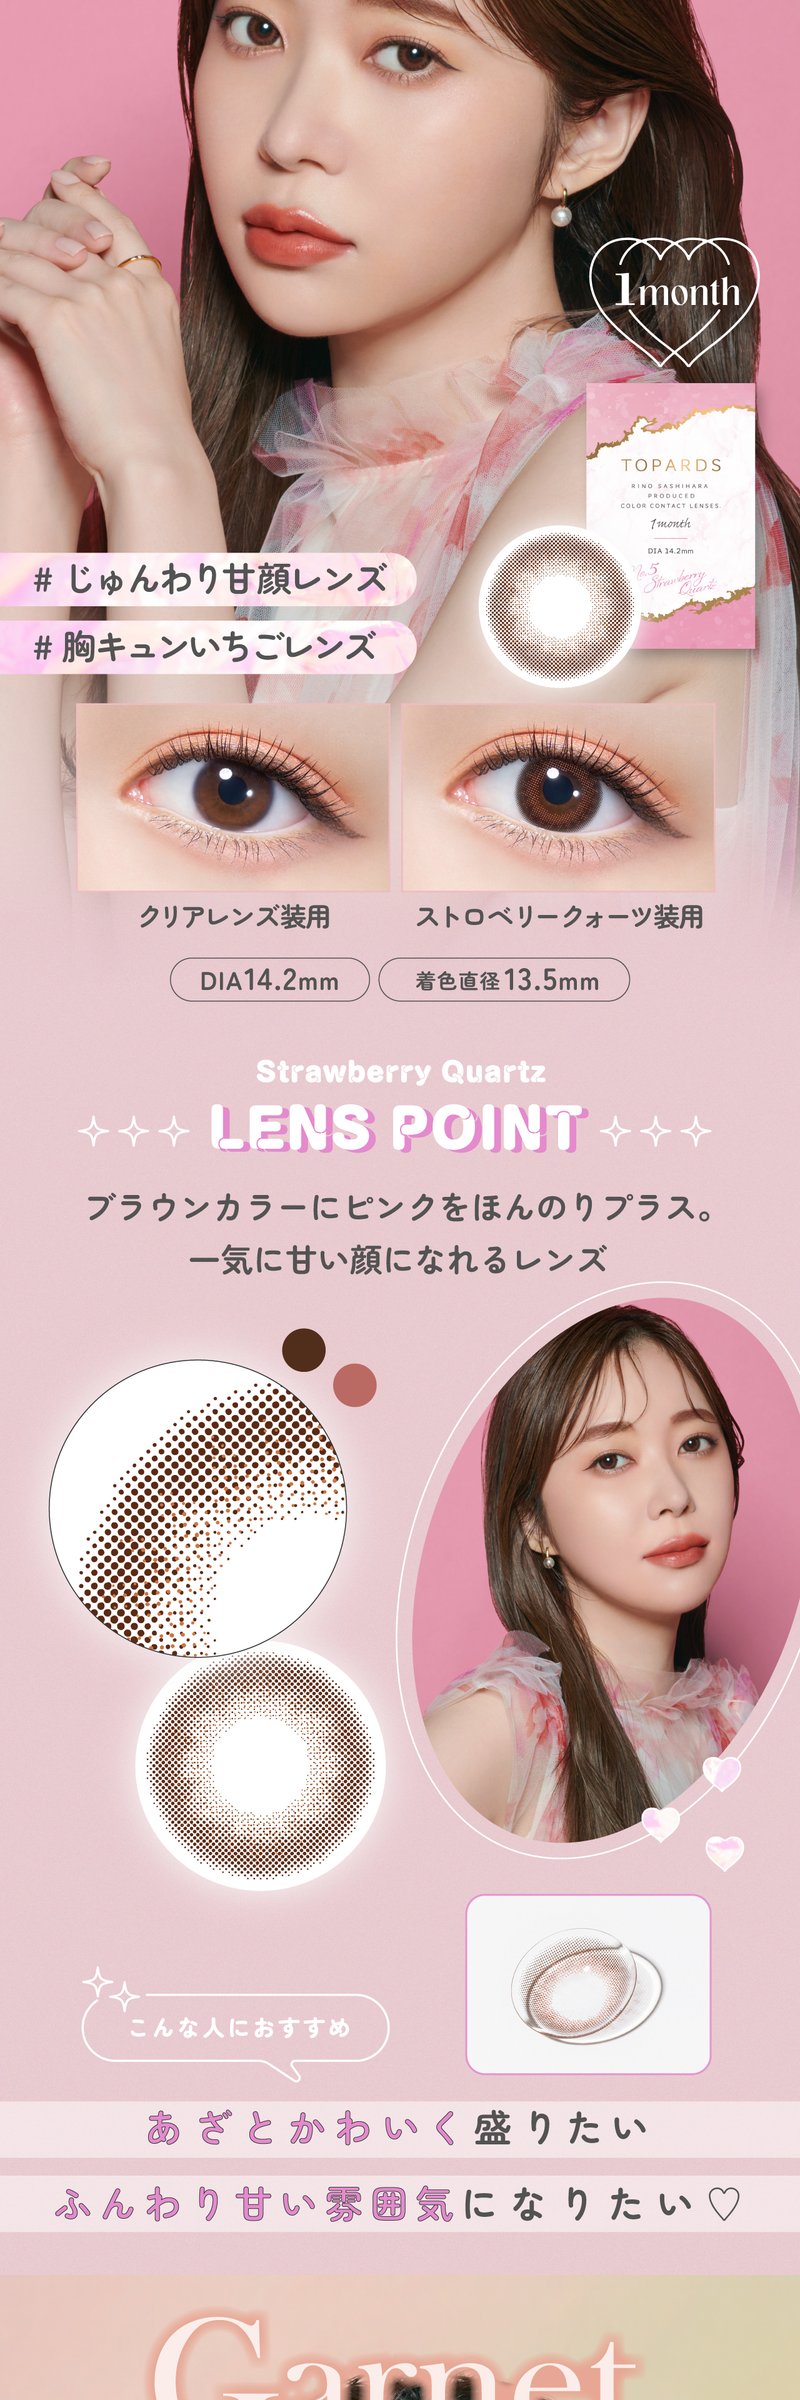 1month
TOPARDS
RINO SASHIHARA
PRODUCED
COLOR CONTACT LENSES.
1month
DIA 14.2mm
No.5
Strawberry
Quartz
# じゅんわり甘顔レンズ
# 胸キュンいちごレンズ
クリアレンズ装用
ストロベリークォーツ装用
DIA14.2mm
着色直径13.5mm
Strawberry Quartz
LENS POINT
ブラウンカラーにピンクをほんのりプラス。
一気に甘い顔になれるレンズ
こんな人におすすめ
あざとかわいく盛りたい
ふんわり甘い雰囲気になりたい♡
Garnet